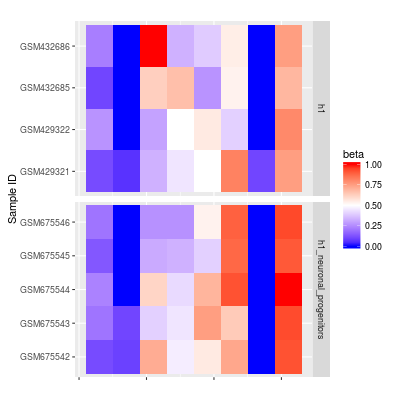 GSM432686
GSM432685
GSM429322
GSM429321
h1
GSM675546
GSM675545
GSM675544
GSM675543
GSM675542
h1_neuronal_progenitors
Sample ID
beta
1.00
0.75
0.50
0.25
0.00